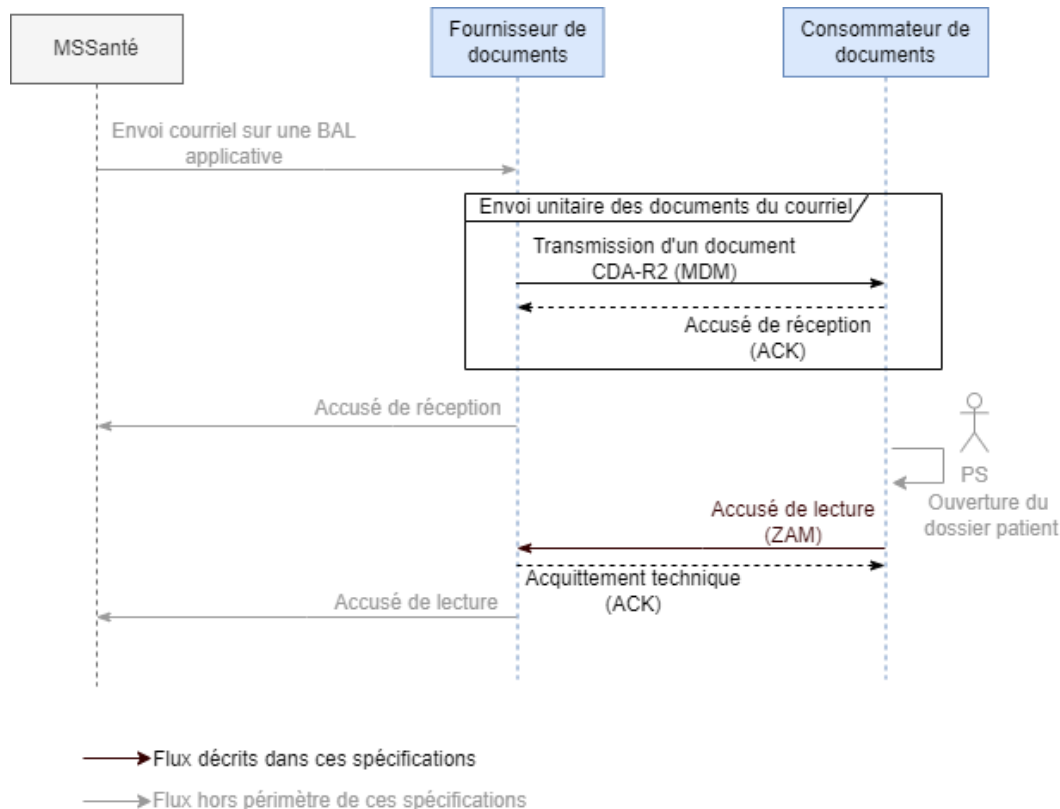 MSSanté
Fournisseur de
documents
Consommateur de
documents
Envoi courriel sur une BAL
applicative
Envoi unitaire des documents du courriel
Transmission d'un document
CDA-R2 (MDM)
Accusé de réception
(ACK)
Accusé de réception
PS
Ouverture du
dossier patient
Accusé de lecture
(ZAM)
Acquittement technique
(ACK)
Accusé de lecture
Flux décrits dans ces spécifications
Flux hors périmètre de ces spécifications